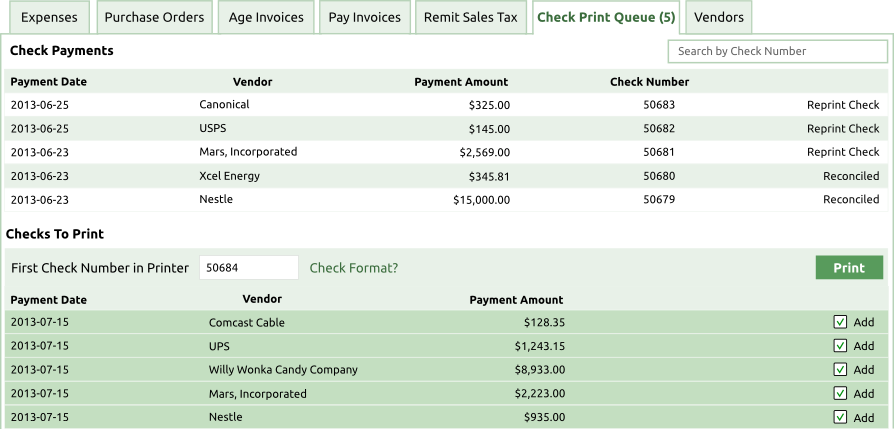 Expenses Purchase Orders Age Invoices Pay Invoices Remit Sales Tax Check Print Queue (5) Vendors
Check Payments Search by Check Number
Payment Date Vendor Payment Amount Check Number
2013-06-25 Canonical $325.00 50683 Reprint Check
2013-06-25 USPS $145.00 50682 Reprint Check
2013-06-23 Mars, Incorporated $2,569.00 50681 Reprint Check
2013-06-23 Xcel Energy $345.81 50680 Reconciled
2013-06-23 Nestle $15,000.00 50679 Reconciled
Checks To Print
First Check Number in Printer 50684 Check Format? Print
Payment Date Vendor Payment Amount
2013-07-15 Comcast Cable $128.35 Add
2013-07-15 UPS $1,243.15 Add
2013-07-15 Willy Wonka Candy Company $8,933.00 Add
2013-07-15 Mars, Incorporated $2,223.00 Add
2013-07-15 Nestle $935.00 Add